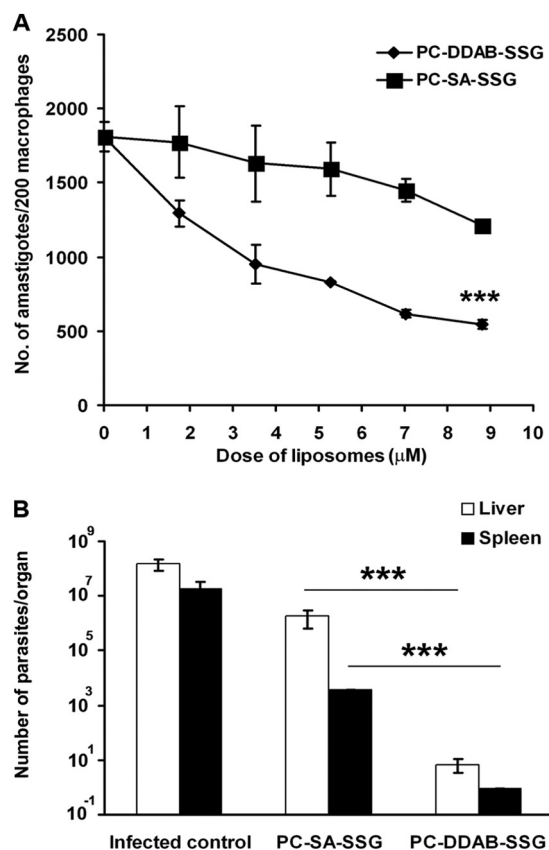 A
2500
2000
1500
1000
500
0
No. of amastigotes/200 macrophages
PC-DDAB-SSG
PC-SA-SSG
***
0 1 2 3 4 5 6 7 8 9 10
Dose of liposomes (μM)
B
Liver
Spleen
10^9
10^7
10^5
10^3
10^1
10^-1
Number of parasites/organ
***
***
Infected control PC-SA-SSG PC-DDAB-SSG